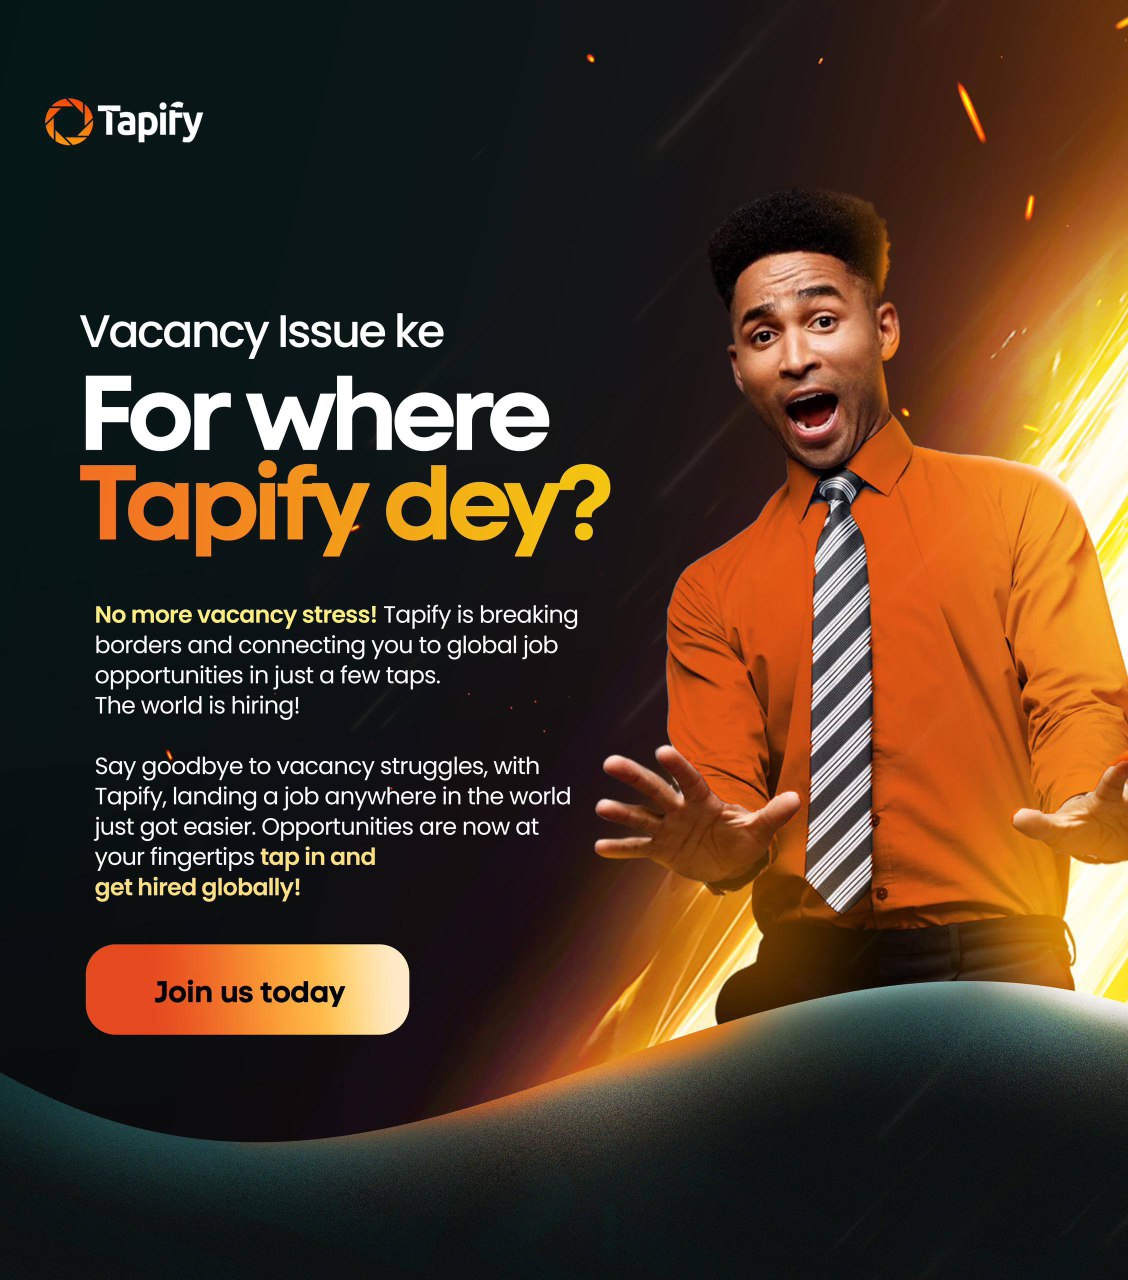 Tapify
Vacancy Issue ke
For where
Tapify dey?
No more vacancy stress! Tapify is breaking
borders and connecting you to global job
opportunities in just a few taps.
The world is hiring!
Say goodbye to vacancy struggles, with
Tapify, landing a job anywhere in the world
just got easier. Opportunities are now at
your fingertips tap in and
get hired globally!
Join us today